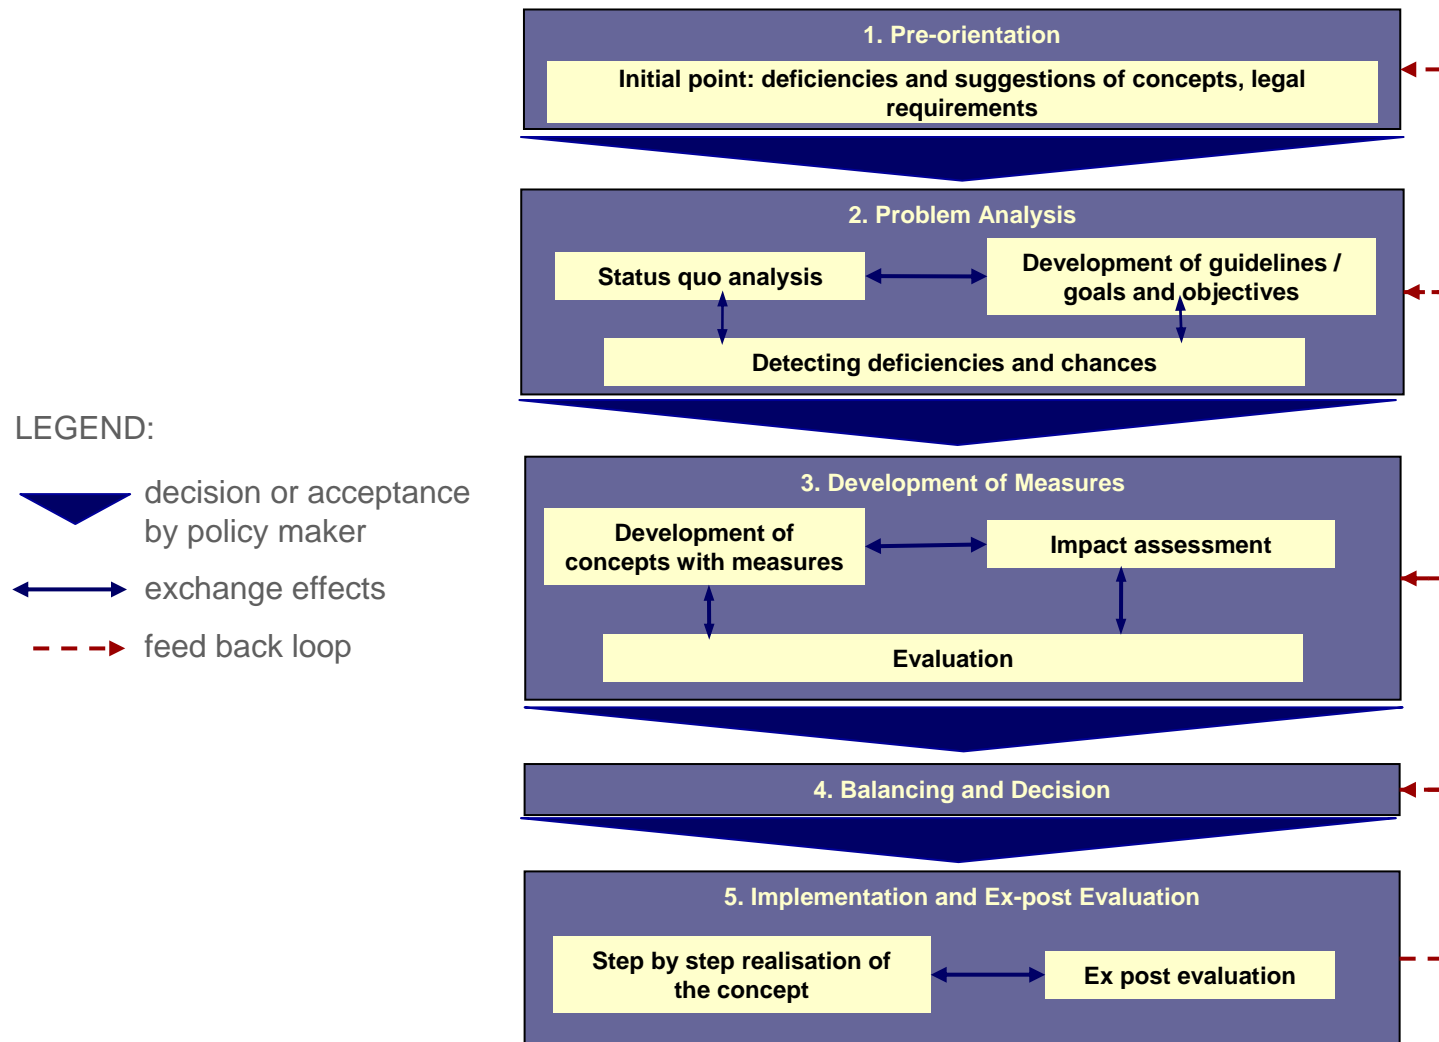 1. Pre-orientation
Initial point: deficiencies and suggestions of concepts, legal
requirements
2. Problem Analysis
Status quo analysis
Development of guidelines /
goals and objectives
Detecting deficiencies and chances
LEGEND:
decision or acceptance
by policy maker
exchange effects
feed back loop
3. Development of Measures
Development of
concepts with measures
Impact assessment
Evaluation
4. Balancing and Decision
5. Implementation and Ex-post Evaluation
Step by step realisation of
the concept
Ex post evaluation